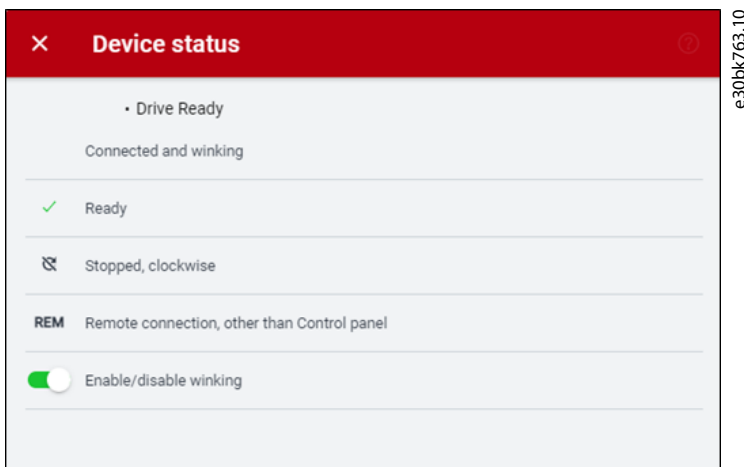 Device status
• Drive Ready
Connected and winking
Ready
Stopped, clockwise
REM Remote connection, other than Control panel
Enable/disable winking
e30bk763.10